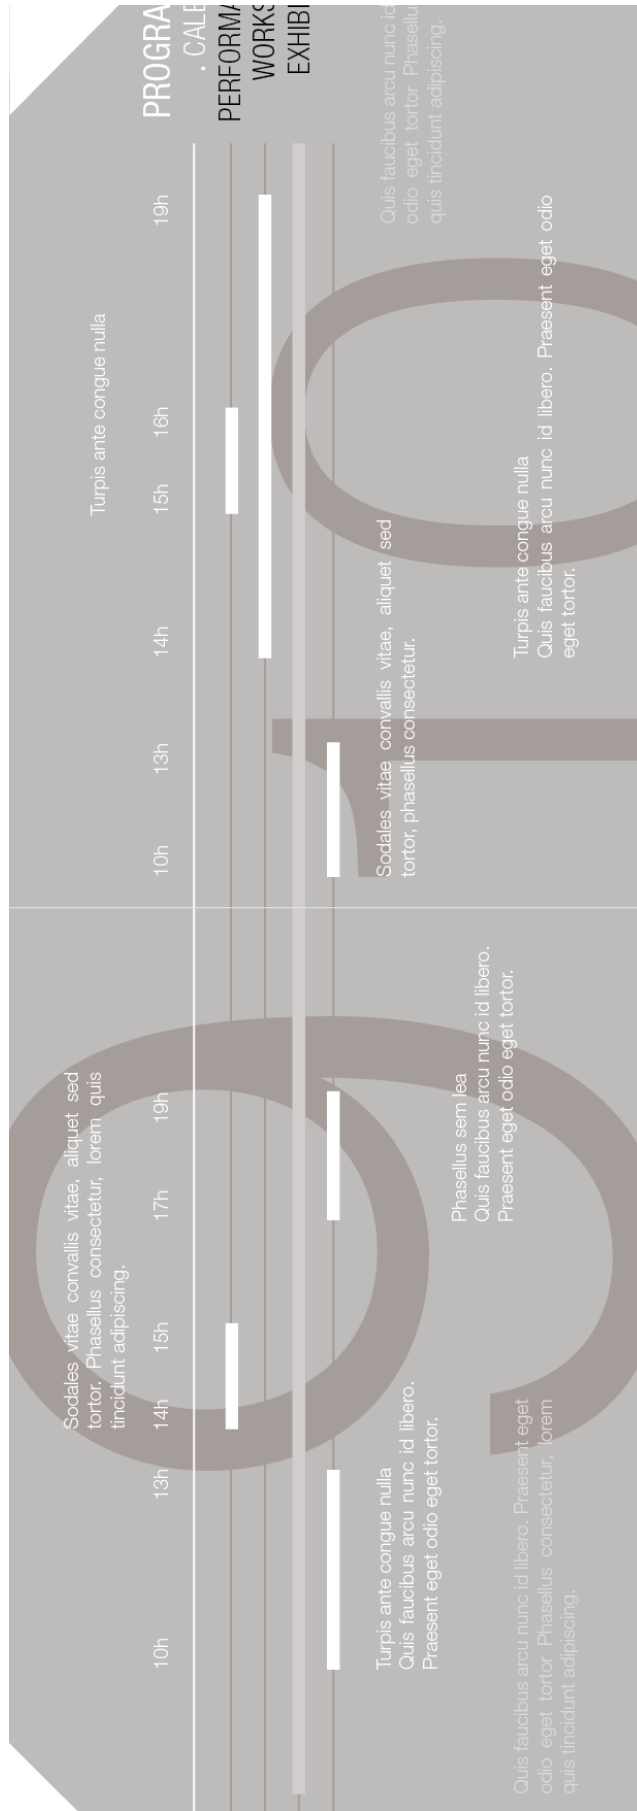 Sodales vitae convallis vitae, aliquet sed
tortor. Phasellus consectetur, lorem quis
tincidunt adipiscing.
Turpis ante congue nulla
10h 13h 14h 15h 17h 19h
10h 13h 14h 15h 16h 19h
PROGRA
. CALE
PERFORMA
WORKS
EXHIBI
9
10
Turpis ante congue nulla
Quis faucibus arcu nunc id libero.
Praesent eget odio eget tortor.
Phasellus sem lea
Quis faucibus arcu nunc id libero.
Praesent eget odio eget tortor.
Quis faucibus arcu nunc id libero. Praesent eget
odio eget tortor Phasellus consectetur, lorem
quis tincidunt adipiscing.
Sodales vitae convallis vitae, aliquet sed
tortor, phasellus consectetur.
Turpis ante congue nulla
Quis faucibus arcu nunc id libero. Praesent eget odio
eget tortor.
Quis faucibus arcu nunc id
odio eget tortor Phasellu
quis tincidunt adipiscing.